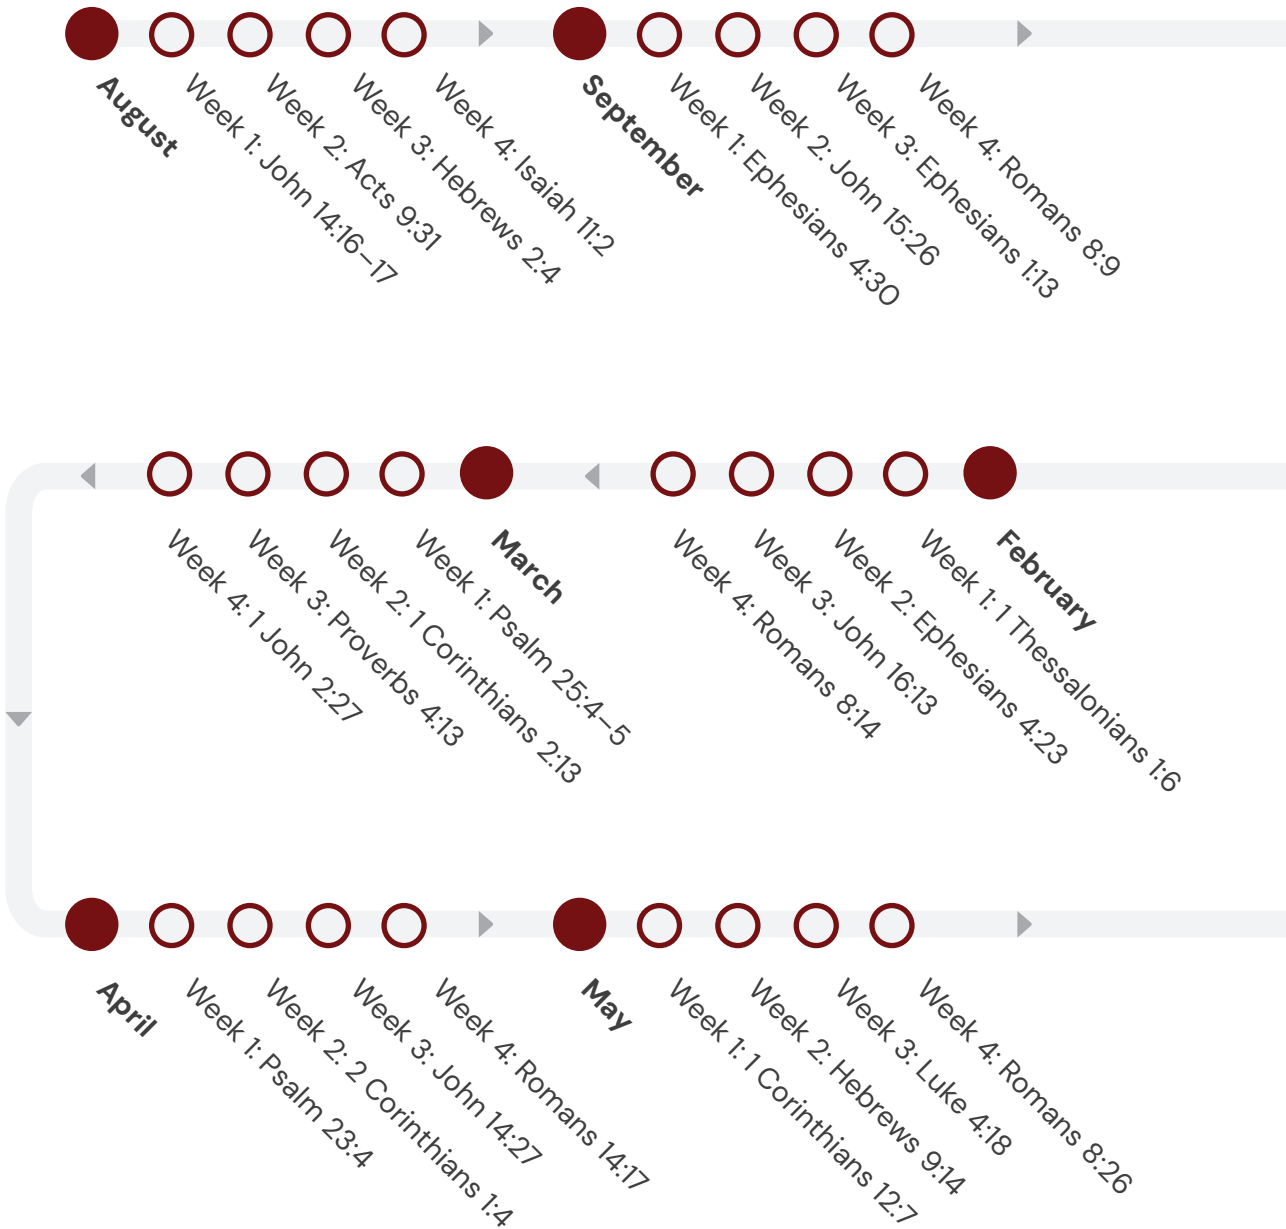 August
Week 1: John 14:16–17
Week 2: Acts 9:31
Week 3: Hebrews 2:4
Week 4: Isaiah 11:2
September
Week 1: Ephesians 4:30
Week 2: John 15:26
Week 3: Ephesians 1:13
Week 4: Romans 8:9
Week 4: 1 John 2:27
Week 3: Proverbs 4:13
Week 2: 1 Corinthians 2:13
Week 1: Psalm 25:4–5
March
Week 4: Romans 8:14
Week 3: John 16:13
Week 2: Ephesians 4:23
Week 1: 1 Thessalonians 1:6
February
April
Week 1: Psalm 23:4
Week 2: 2 Corinthians 1:4
Week 3: John 14:27
Week 4: Romans 14:17
May
Week 1: 1 Corinthians 12:7
Week 2: Hebrews 9:14
Week 3: Luke 4:18
Week 4: Romans 8:26